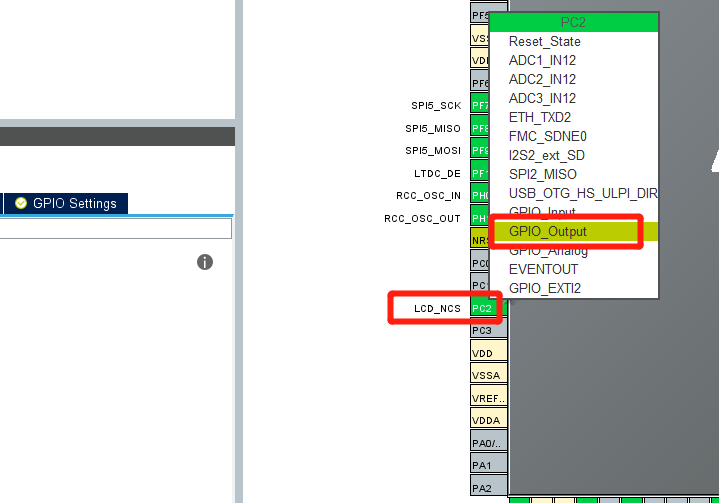 PC2
Reset_State
ADC1_IN12
ADC2_IN12
ADC3_IN12
ETH_TXD2
FMC_SDNE0
I2S2_ext_SD
SPI2_MISO
USB_OTG_HS_ULPI_DIR
GPIO_Input
GPIO_Output
GPIO_Analog
EVENTOUT
GPIO_EXTI2
PF5
VSS
VDD
PF6
SPI5_SCK PF7
SPI5_MISO PF8
SPI5_MOSI PF9
LTDC_DE PF1
RCC_OSC_IN PH0
RCC_OSC_OUT PH1
NRS
PC0
PC1
LCD_NCS PC2
PC3
VDD
VSSA
VREF..
VDDA
PA0/..
PA1
PA2
GPIO Settings